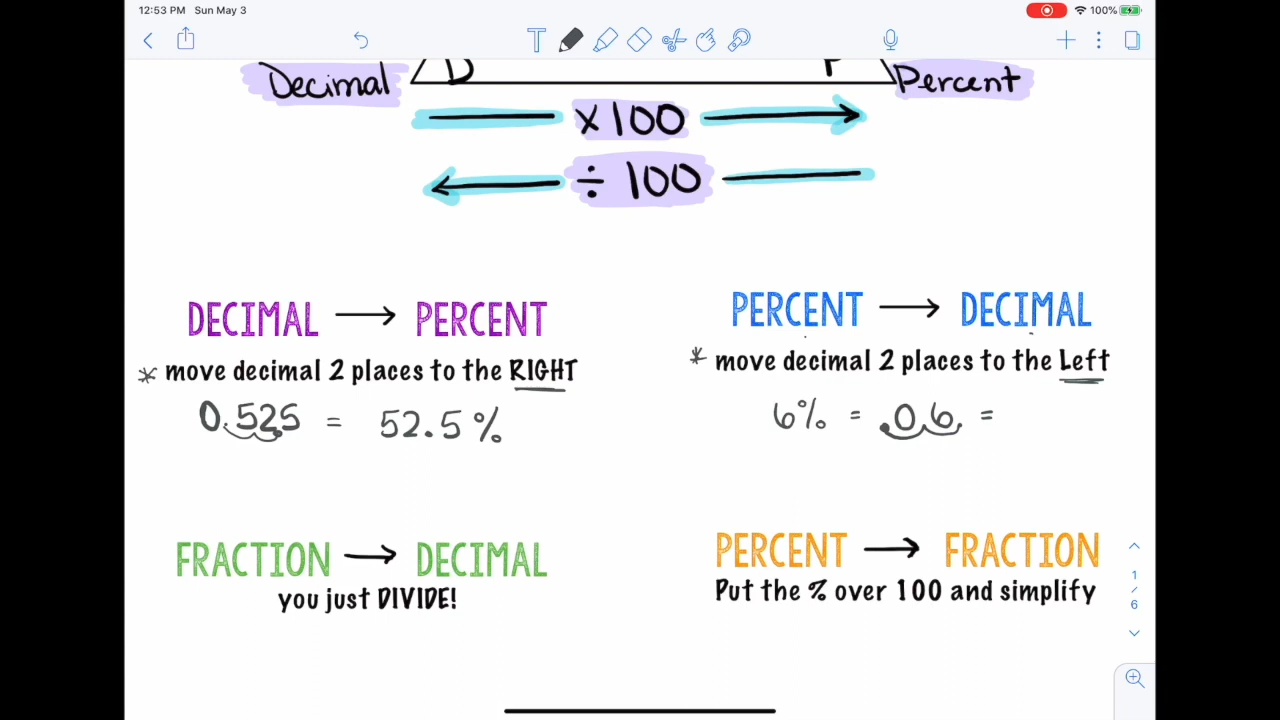 12:53 PM Sun May 3
100%
Decimal D P Percent
x 100
÷ 100
DECIMAL → PERCENT
* move decimal 2 places to the RIGHT
0.525 = 52.5%
PERCENT → DECIMAL
* move decimal 2 places to the Left
6% = .06. =
FRACTION → DECIMAL
you just DIVIDE!
PERCENT → FRACTION
Put the % over 100 and simplify
1
/
6